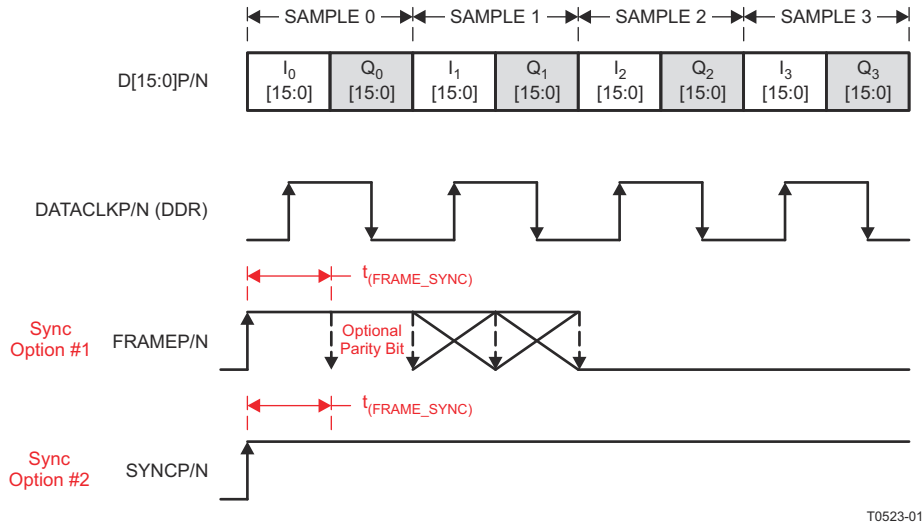 SAMPLE 0 SAMPLE 1 SAMPLE 2 SAMPLE 3
D[15:0]P/N
I0 Q0 I1 Q1 I2 Q2 I3 Q3
[15:0] [15:0] [15:0] [15:0] [15:0] [15:0] [15:0] [15:0]
DATACLKP/N (DDR)
t(FRAME_SYNC)
Sync
Option #1
FRAMEP/N
Optional
Parity Bit
t(FRAME_SYNC)
Sync
Option #2
SYNCP/N
T0523-01